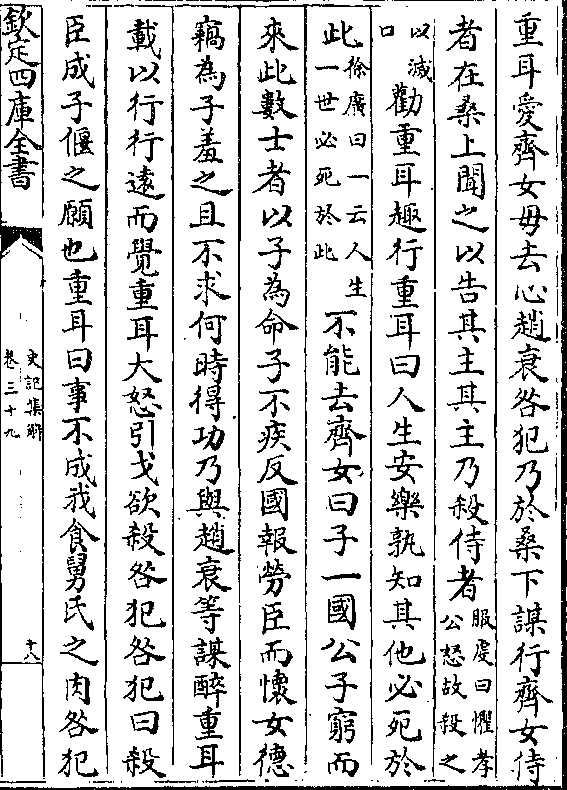 重耳愛齊女毋去心趙衰咎犯乃於桑下謀行齊女侍
者在桑上聞之以告其主其主乃殺侍者服虔曰懼孝公怒故殺之
以滅口勸重耳趣行重耳曰人生安樂孰知其他必死於
此徐廣曰一云人生一世必死於此不能去齊女曰子一國公子窮而
來此數士者以子為命子不疾反國報勞臣而懷女德
竊為子羞之且不求何時得功乃與趙衰等謀醉重耳
載以行行遠而覺重耳大怒引戈欲殺咎犯咎犯曰殺
臣成子偃之願也重耳曰事不成我食舅氏之肉咎犯
欽定四庫全書
史記集解
卷三十九
十八